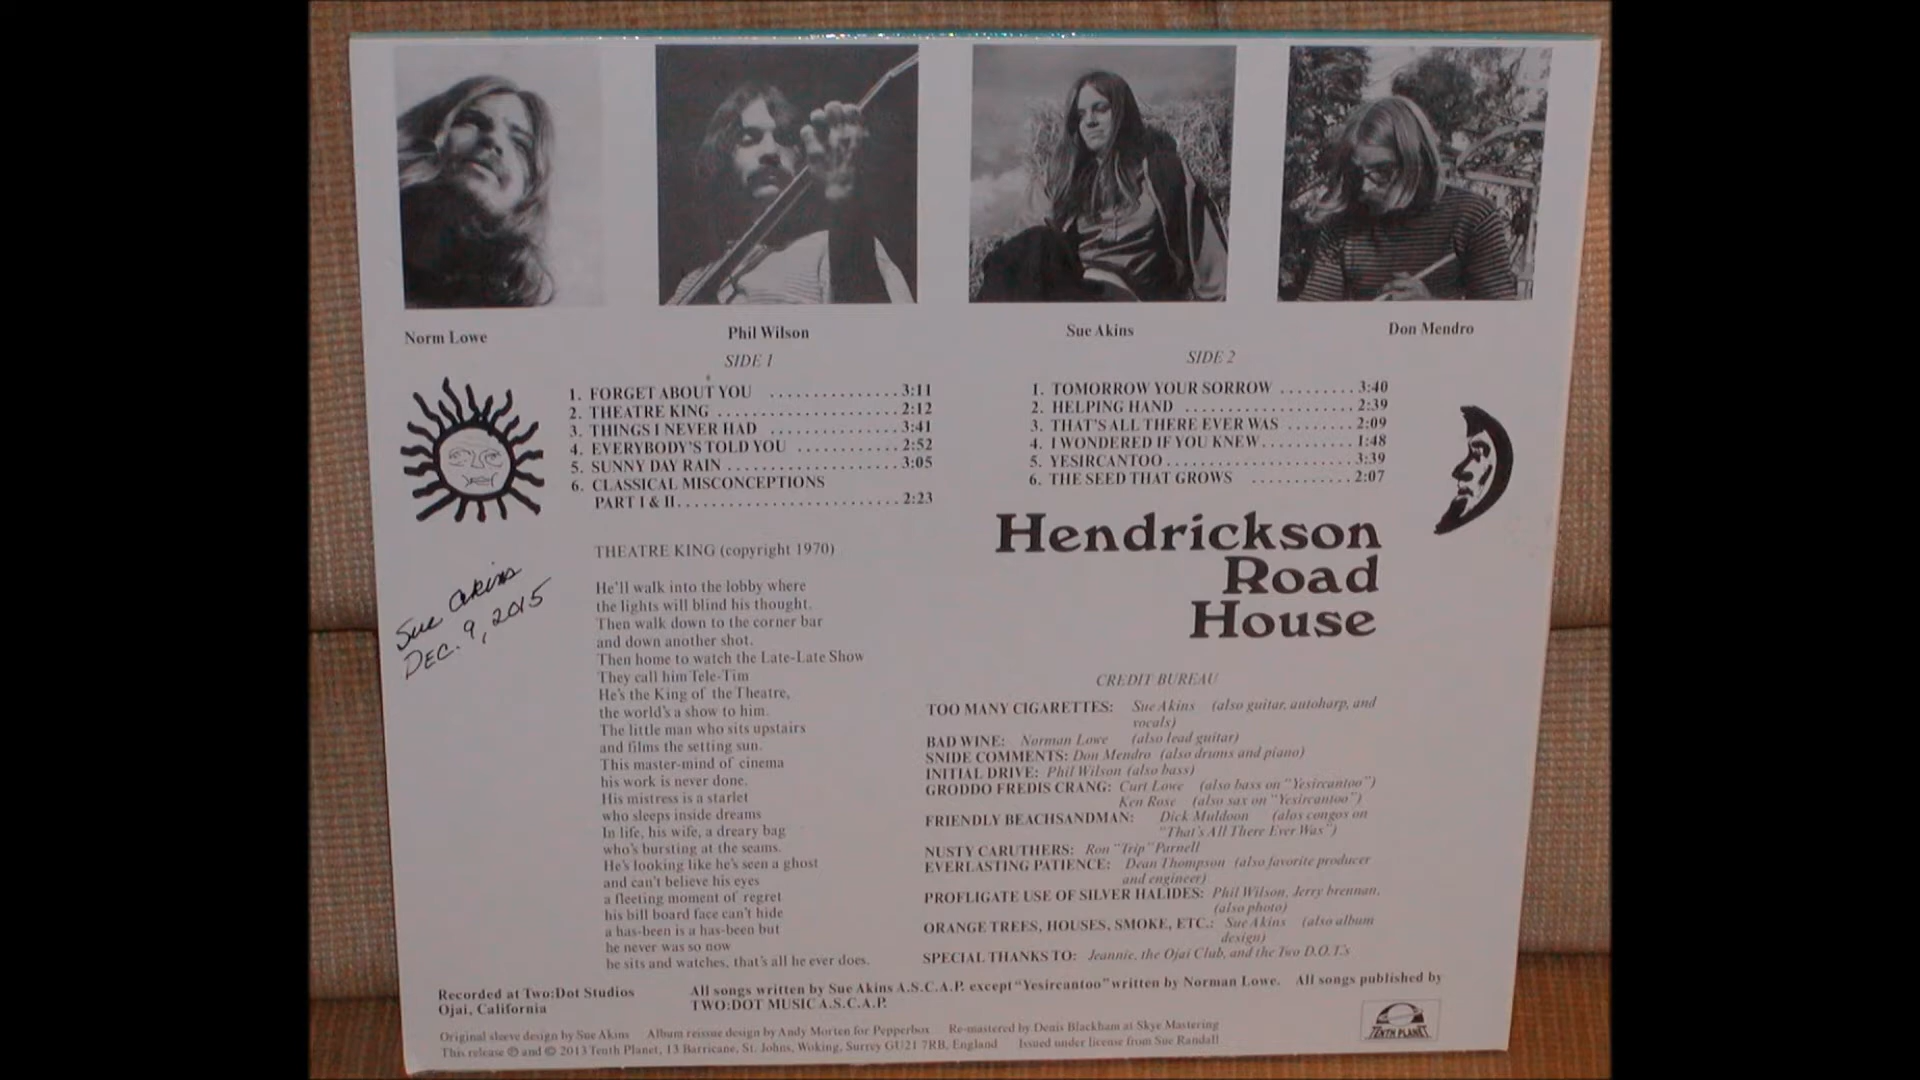 Norm Lowe
Phil Wilson
Sue Akins
Don Mendro
SIDE 1
1. FORGET ABOUT YOU ............... 3:11
2. THEATRE KING ..................... 2:12
3. THINGS I NEVER HAD ............... 3:41
4. EVERYBODY'S TOLD YOU ............ 2:52
5. SUNNY DAY RAIN .................... 3:05
6. CLASSICAL MISCONCEPTIONS
PART I & II.......................... 2:23
SIDE 2
1. TOMORROW YOUR SORROW ......... 3:40
2. HELPING HAND .................... 2:39
3. THAT'S ALL THERE EVER WAS ........ 2:09
4. I WONDERED IF YOU KNEW........... 1:48
5. YESIRCANTOO...................... 3:39
6. THE SEED THAT GROWS ............ 2:07
Sue Akins
DEC. 9, 2015
THEATRE KING (copyright 1970)
He'll walk into the lobby where
the lights will blind his thought.
Then walk down to the corner bar
and down another shot.
Then home to watch the Late-Late Show
They call him Tele-Tim
He's the King of the Theatre,
the world's a show to him.
The little man who sits upstairs
and films the setting sun.
This master-mind of cinema
his work is never done.
His mistress is a starlet
who sleeps inside dreams
In life, his wife, a dreary bag
who's bursting at the seams.
He's looking like he's seen a ghost
and can't believe his eyes
a fleeting moment of regret
his bill board face can't hide
a has-been is a has-been but
he never was so now
he sits and watches, that's all he ever does.
Hendrickson
Road
House
CREDIT BUREAU
TOO MANY CIGARETTES: Sue Akins (also guitar, autoharp, and
vocals)
BAD WINE: Norman Lowe (also lead guitar)
SNIDE COMMENTS: Don Mendro (also drums and piano)
INITIAL DRIVE: Phil Wilson (also bass)
GRODDO FREDIS CRANG: Curt Lowe (also bass on "Yesircantoo")
Ken Rose (also sax on "Yesircantoo")
FRIENDLY BEACHSANDMAN: Dick Muldoon (alos congos on
"That's All There Ever Was")
NUSTY CARUTHERS: Ron "Trip" Parnell
EVERLASTING PATIENCE: Dean Thompson (also favorite producer
and engineer)
PROFLIGATE USE OF SILVER HALIDES: Phil Wilson, Jerry brennan,
(also photo)
ORANGE TREES, HOUSES, SMOKE, ETC.: Sue Akins (also album
design)
SPECIAL THANKS TO: Jeannie, the Ojai Club, and the Two D.O.T.'s
Recorded at Two:Dot Studios
Ojai, California
All songs written by Sue Akins A.S.C.A.P. except "Yesircantoo" written by Norman Lowe. All songs published by
TWO:DOT MUSIC A.S.C.A.P.
Original sleeve design by Sue Akins Album reissue design by Andy Morten for Pepperbox Re-mastered by Denis Blackham at Skye Mastering
This release ℗ and © 2013 Tenth Planet, 13 Barricane, St. Johns, Woking, Surrey GU21 7RB, England Issued under license from Sue Randall
TENTH PLANET